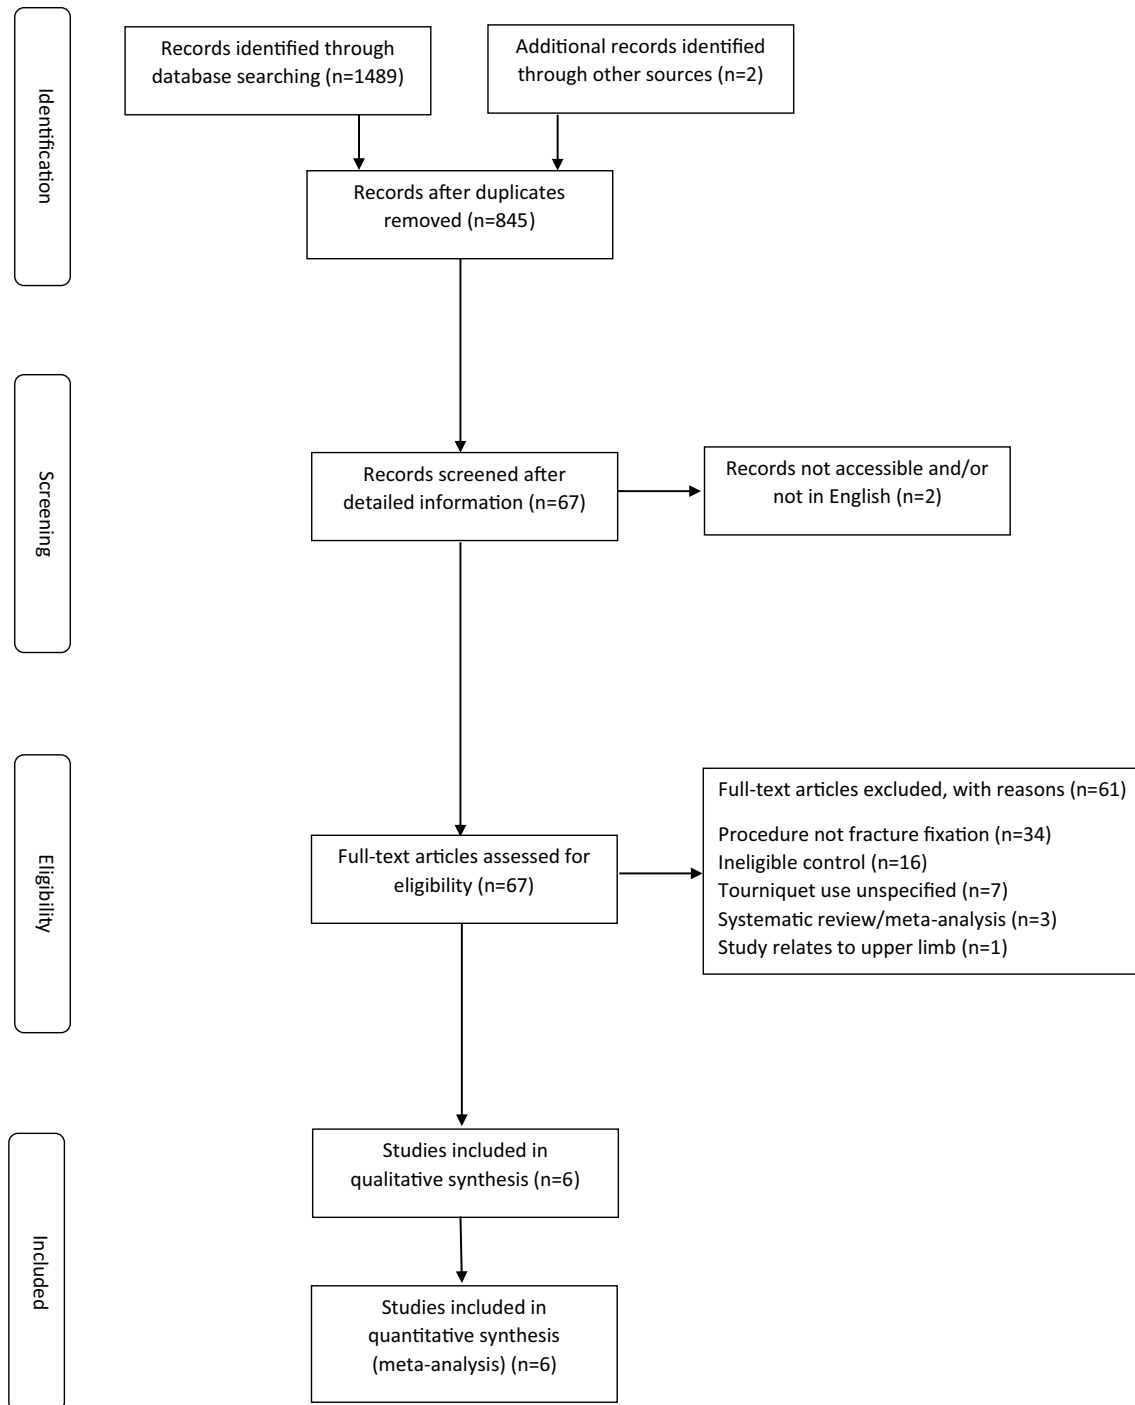 Identification
Records identified through
database searching (n=1489)
Additional records identified
through other sources (n=2)
Records after duplicates
removed (n=845)
Screening
Records screened after
detailed information (n=67)
Records not accessible and/or
not in English (n=2)
Eligibility
Full-text articles assessed for
eligibility (n=67)
Full-text articles excluded, with reasons (n=61)
Procedure not fracture fixation (n=34)
Ineligible control (n=16)
Tourniquet use unspecified (n=7)
Systematic review/meta-analysis (n=3)
Study relates to upper limb (n=1)
Included
Studies included in
qualitative synthesis (n=6)
Studies included in
quantitative synthesis
(meta-analysis) (n=6)